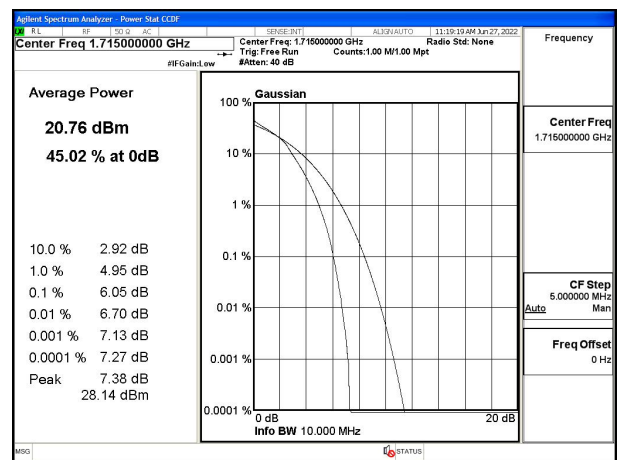 Agilent Spectrum Analyzer - Power Stat CCDF
RL RF 50 Ω AC SENSE:INT ALIGN AUTO 11:19:19 AM Jun 27, 2022
Center Freq 1.715000000 GHz
Center Freq: 1.715000000 GHz Radio Std: None
Trig: Free Run Counts:1.00 M/1.00 Mpt
#IFGain:Low #Atten: 40 dB
Frequency
Average Power
20.76 dBm
45.02 % at 0dB
10.0 % 2.92 dB
1.0 % 4.95 dB
0.1 % 6.05 dB
0.01 % 6.70 dB
0.001 % 7.13 dB
0.0001 % 7.27 dB
Peak 7.38 dB
28.14 dBm
Gaussian
100 %
10 %
1 %
0.1 %
0.01 %
0.001 %
0.0001 %
0 dB 20 dB
Info BW 10.000 MHz
Center Freq
1.715000000 GHz
CF Step
5.000000 MHz
Auto Man
Freq Offset
0 Hz
MSG STATUS